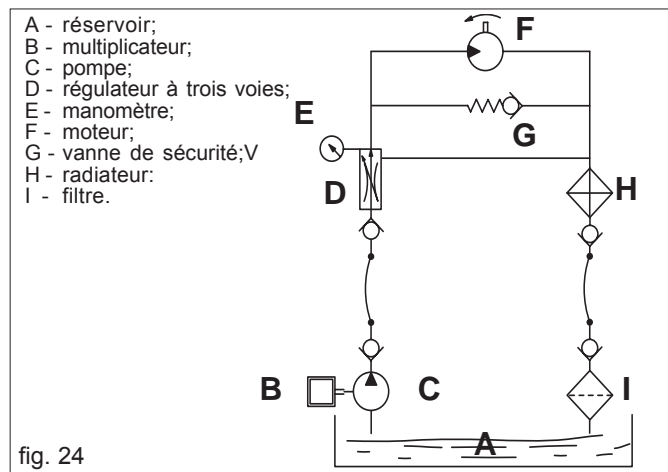 A - réservoir;
B - multiplicateur;
C - pompe;
D - régulateur à trois voies;
E - manomètre;
F - moteur;
G - vanne de sécurité;V
H - radiateur:
I - filtre.
F
E
G
D
H
B
C
I
A
fig. 24